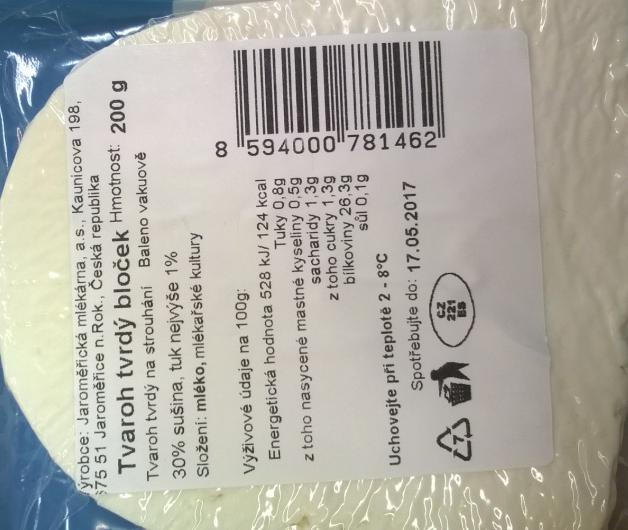 Výrobce: Jaroměřická mlékárna, a.s., Kaunicova 198,
675 51 Jaroměřice n.Rok., Česká republika
Tvaroh tvrdý bloček Hmotnost: 200 g
Tvaroh tvrdý na strouhání Baleno vakuově
30% sušina, tuk nejvýše 1%
Složení: mléko, mlékařské kultury
8 594000 781462
Výživové údaje na 100g:
Energetická hodnota 528 kJ/ 124 kcal
Tuky 0,8g
z toho nasycené mastné kyseliny 0,5g
sacharidy 1,3g
z toho cukry 1,3g
bílkoviny 26,3g
sůl 0,1g
Uchovejte při teplotě 2 - 8°C
Spotřebujte do: 17.05.2017
7
CZ
221
ES